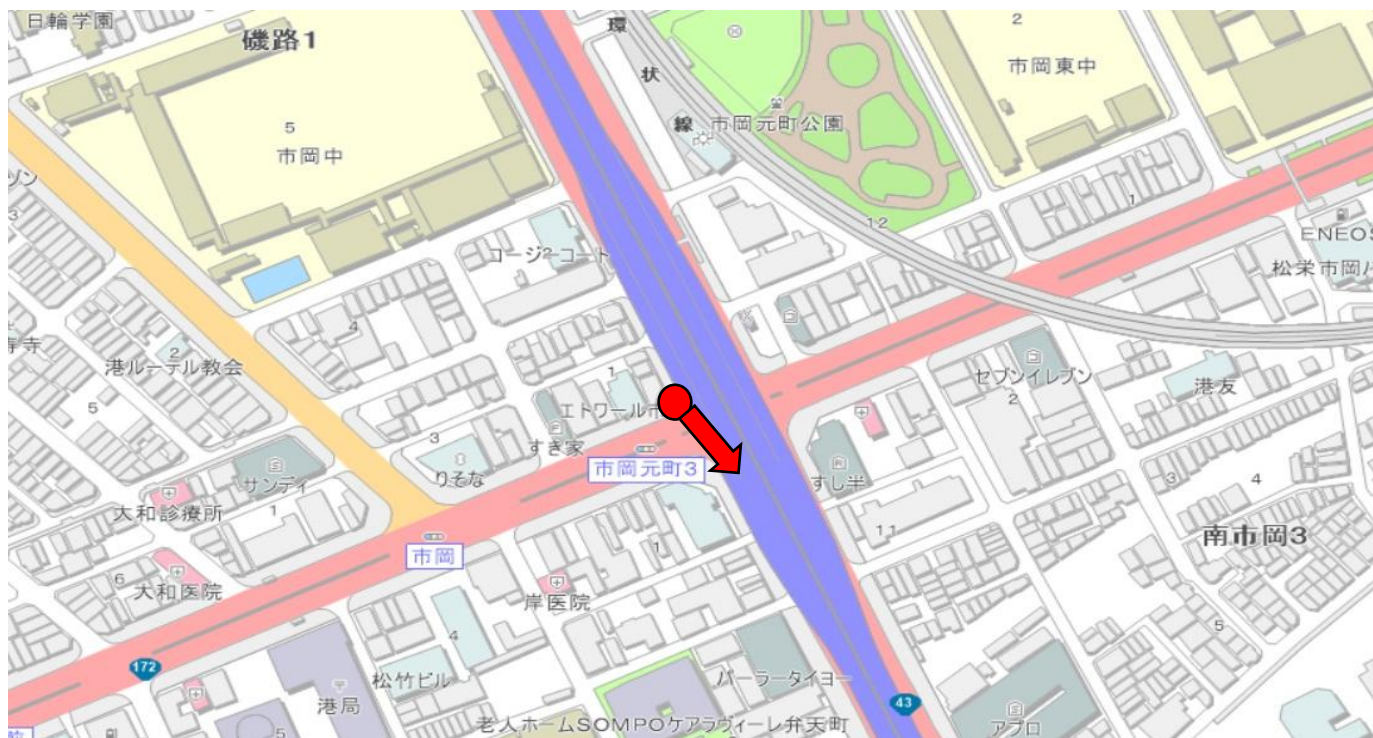 日輪学園
磯路1
環
状
線
2
市岡東中
5
市岡中
市岡元町公園
12
1
ENEOS
コージーコート
2
松栄市岡ハ
3
4
寺寺
2
港ルーテル教会
5
1
エトワール市
セブンイレブン
2
港友
3
すき家
りそな
市岡元町3
すし半
サンディ
大和診療所
1
市岡
1
11
3
4
南市岡3
6
大和医院
岸医院
5
4
172
松竹ビル
パーラータイヨー
港局
43
5
老人ホームSOMPOケアラヴィーレ弁天町
アプロ